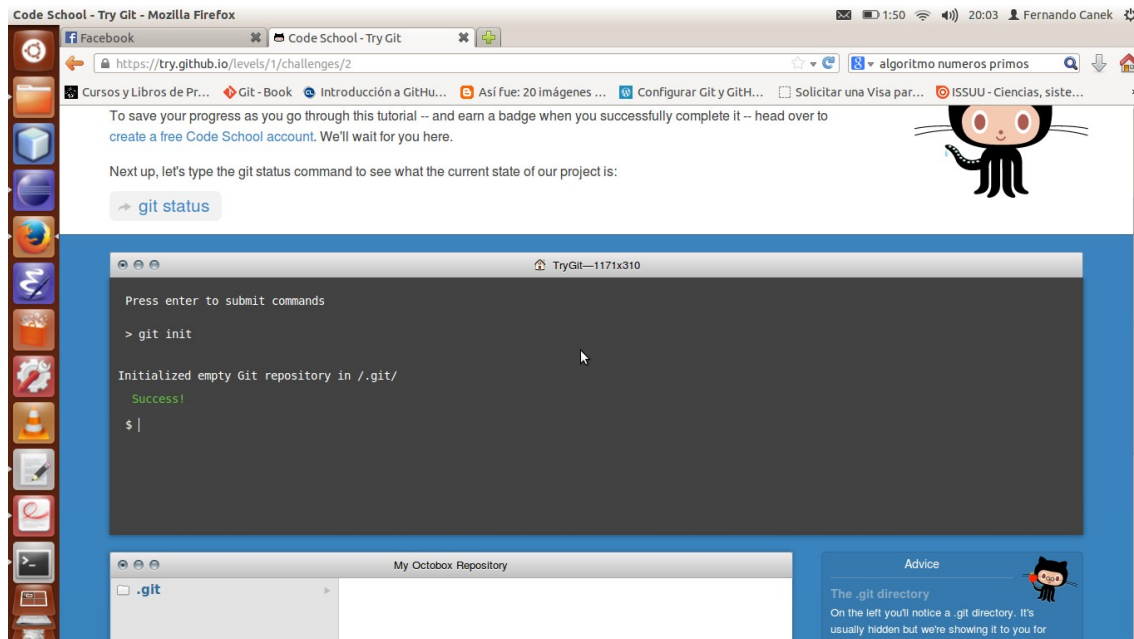 Code School - Try Git - Mozilla Firefox
1:50
20:03
Fernando Canek
Facebook
Code School - Try Git
https://try.github.io/levels/1/challenges/2
algoritmo numeros primos
Cursos y Libros de Pr...
Git - Book
Introducción a GitHu...
Así fue: 20 imágenes ...
Configurar Git y GitH...
Solicitar una Visa par...
ISSUU - Ciencias, siste...
To save your progress as you go through this tutorial -- and earn a badge when you successfully complete it -- head over to
create a free Code School account. We'll wait for you here.
Next up, let's type the git status command to see what the current state of our project is:
git status
TryGit—1171x310
Press enter to submit commands
> git init
Initialized empty Git repository in /.git/
Success!
$
My Octobox Repository
.git
Advice
The .git directory
On the left you'll notice a .git directory. It's
usually hidden but we're showing it to you for